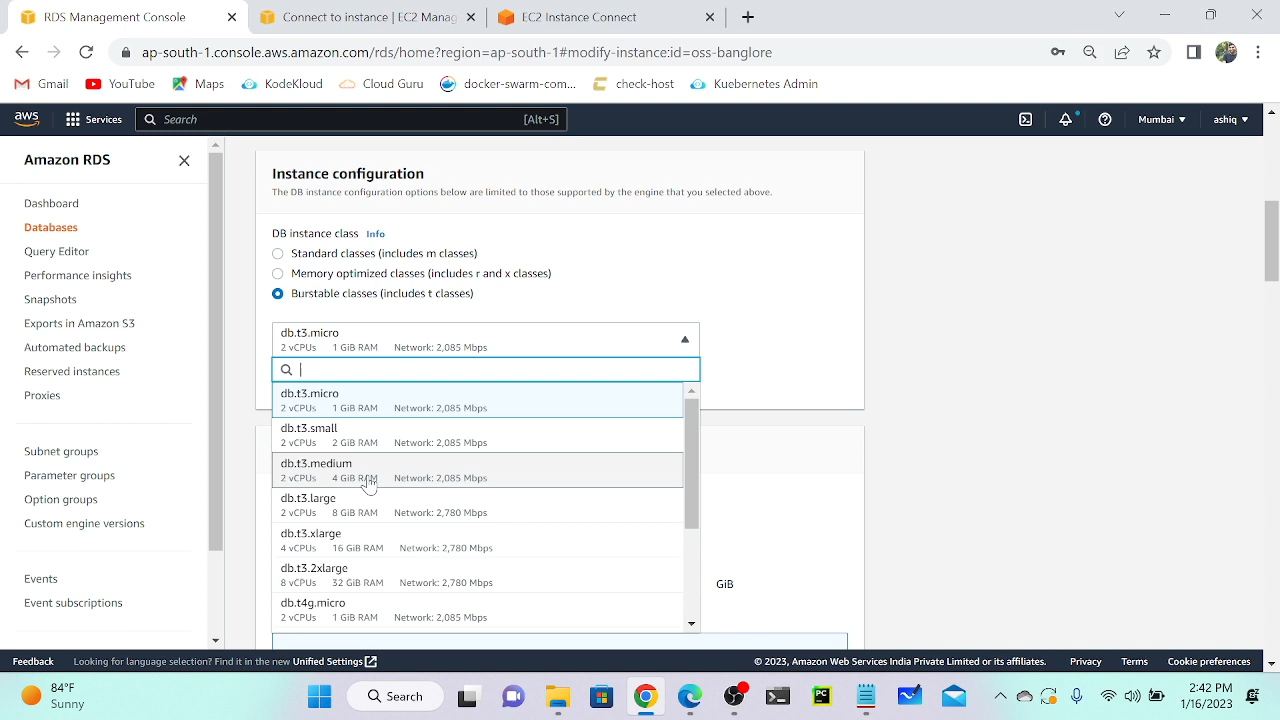 RDS Management Console
Connect to instance | EC2 Manag
EC2 Instance Connect
ap-south-1.console.aws.amazon.com/rds/home?region=ap-south-1#modify-instance:id=oss-banglore
Gmail
YouTube
Maps
KodeKloud
Cloud Guru
docker-swarm-com...
check-host
Kuebernetes Admin
aws
Services
Search
[Alt+S]
Mumbai
ashiq
Amazon RDS
Dashboard
Databases
Query Editor
Performance insights
Snapshots
Exports in Amazon S3
Automated backups
Reserved instances
Proxies
Subnet groups
Parameter groups
Option groups
Custom engine versions
Events
Event subscriptions
Instance configuration
The DB instance configuration options below are limited to those supported by the engine that you selected above.
DB instance class Info
Standard classes (includes m classes)
Memory optimized classes (includes r and x classes)
Burstable classes (includes t classes)
db.t3.micro
2 vCPUs 1 GiB RAM Network: 2,085 Mbps
db.t3.micro
2 vCPUs 1 GiB RAM Network: 2,085 Mbps
db.t3.small
2 vCPUs 2 GiB RAM Network: 2,085 Mbps
db.t3.medium
2 vCPUs 4 GiB RAM Network: 2,085 Mbps
db.t3.large
2 vCPUs 8 GiB RAM Network: 2,780 Mbps
db.t3.xlarge
4 vCPUs 16 GiB RAM Network: 2,780 Mbps
db.t3.2xlarge
8 vCPUs 32 GiB RAM Network: 2,780 Mbps
db.t4g.micro
2 vCPUs 1 GiB RAM Network: 2,085 Mbps
GiB
Feedback
Looking for language selection? Find it in the new Unified Settings
© 2023, Amazon Web Services India Private Limited or its affiliates.
Privacy
Terms
Cookie preferences
84°F
Sunny
Search
PC
2:42 PM
1/16/2023